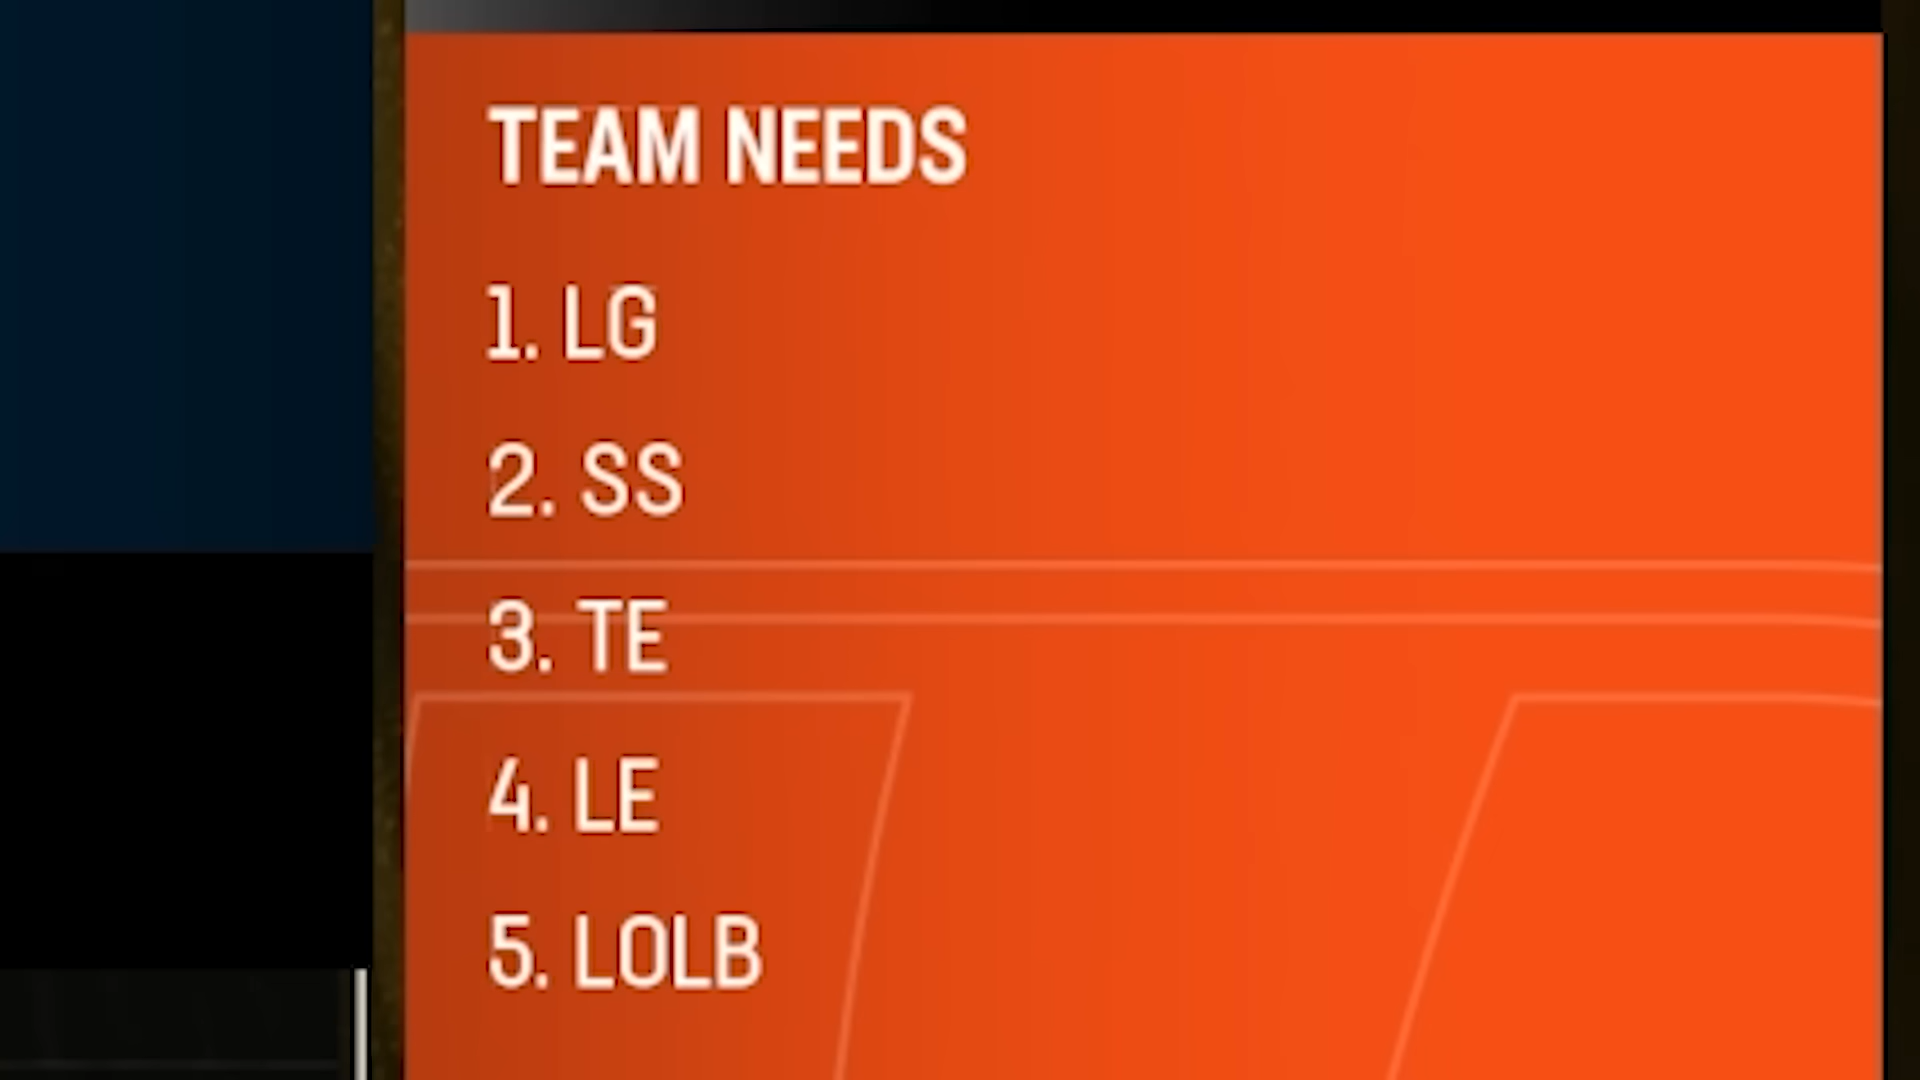 TEAM NEEDS
1. LG
2. SS
3. TE
4. LE
5. LOLB